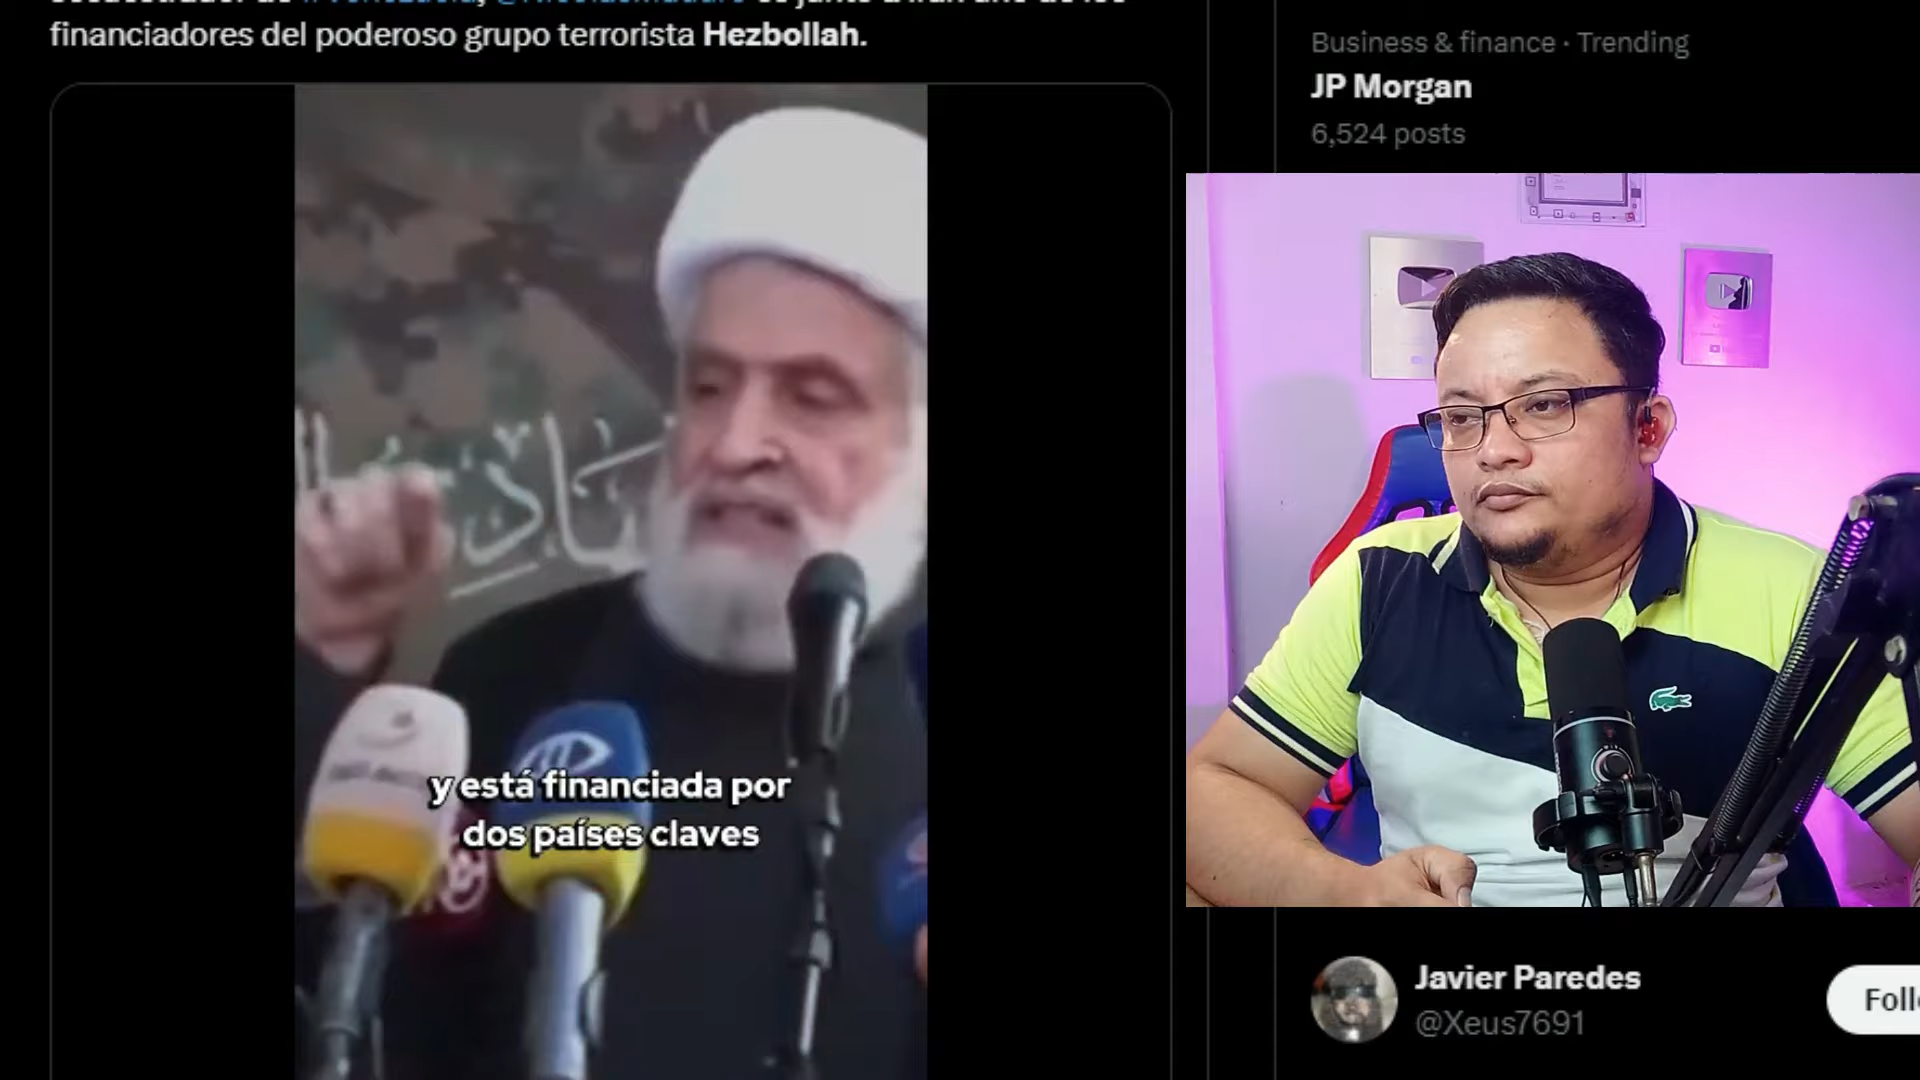 financiadores del poderoso grupo terrorista Hezbollah.
Business & finance · Trending
JP Morgan
6,524 posts
y está financiada por
dos países claves
Javier Paredes
@Xeus7691